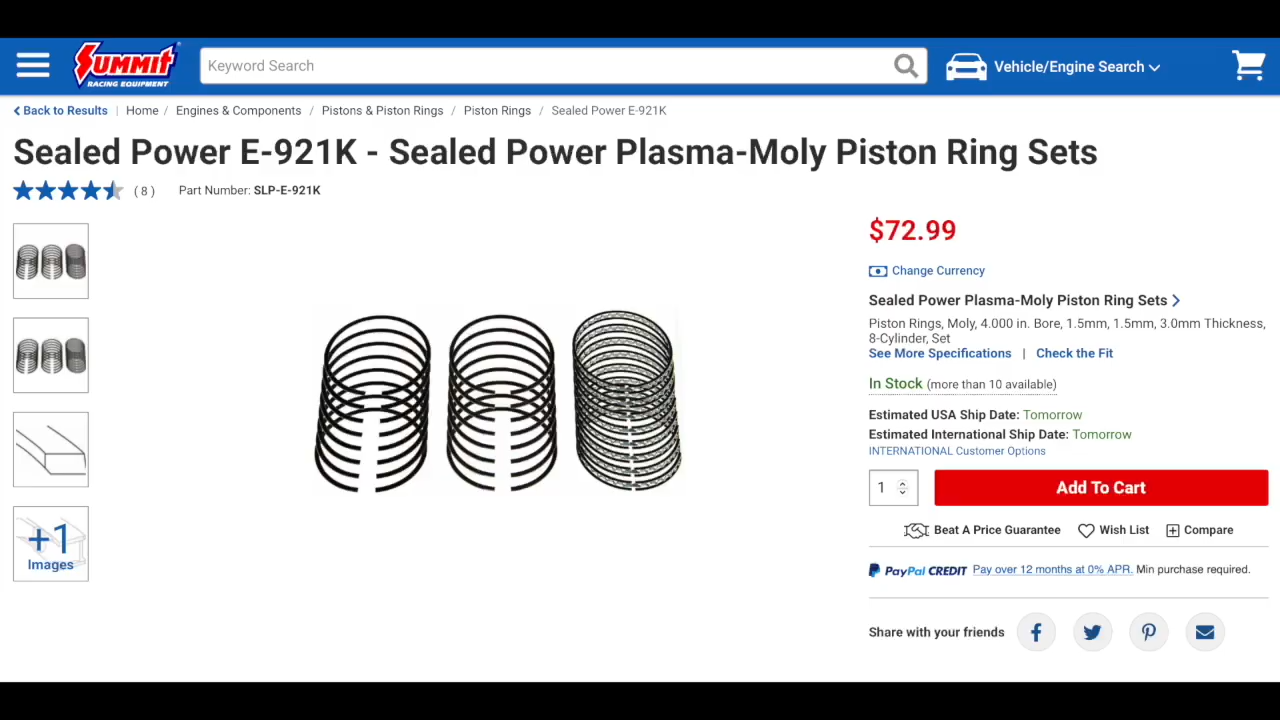 SUMMIT
RACING EQUIPMENT
Keyword Search
Vehicle/Engine Search
Back to Results | Home / Engines & Components / Pistons & Piston Rings / Piston Rings / Sealed Power E-921K
Sealed Power E-921K - Sealed Power Plasma-Moly Piston Ring Sets
( 8 ) Part Number: SLP-E-921K
+1
Images
$72.99
Change Currency
Sealed Power Plasma-Moly Piston Ring Sets
Piston Rings, Moly, 4.000 in. Bore, 1.5mm, 1.5mm, 3.0mm Thickness,
8-Cylinder, Set
See More Specifications | Check the Fit
In Stock (more than 10 available)
Estimated USA Ship Date: Tomorrow
Estimated International Ship Date: Tomorrow
INTERNATIONAL Customer Options
1 Add To Cart
Beat A Price Guarantee Wish List Compare
PayPal CREDIT Pay over 12 months at 0% APR. Min purchase required.
Share with your friends